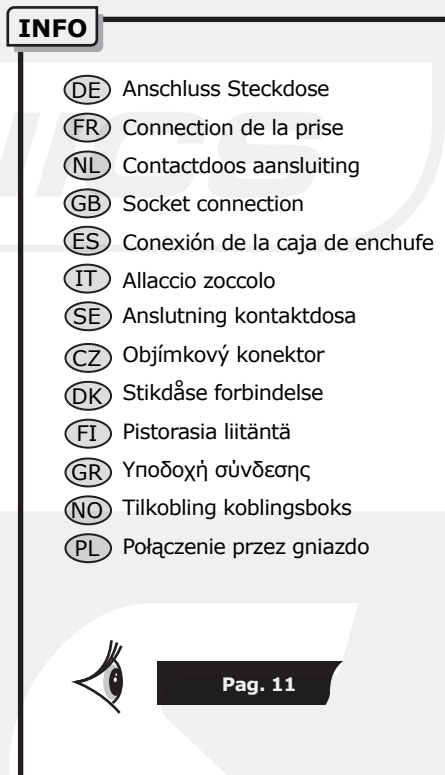 INFO
DE Anschluss Steckdose
FR Connection de la prise
NL Contactdoos aansluiting
GB Socket connection
ES Conexión de la caja de enchufe
IT Allaccio zoccolo
SE Anslutning kontaktdosa
CZ Objímkový konektor
DK Stikdåse forbindelse
FI Pistorasia liitäntä
GR Υποδοχή σύνδεσης
NO Tilkobling koblingsboks
PL Połączenie przez gniazdo
Pag. 11